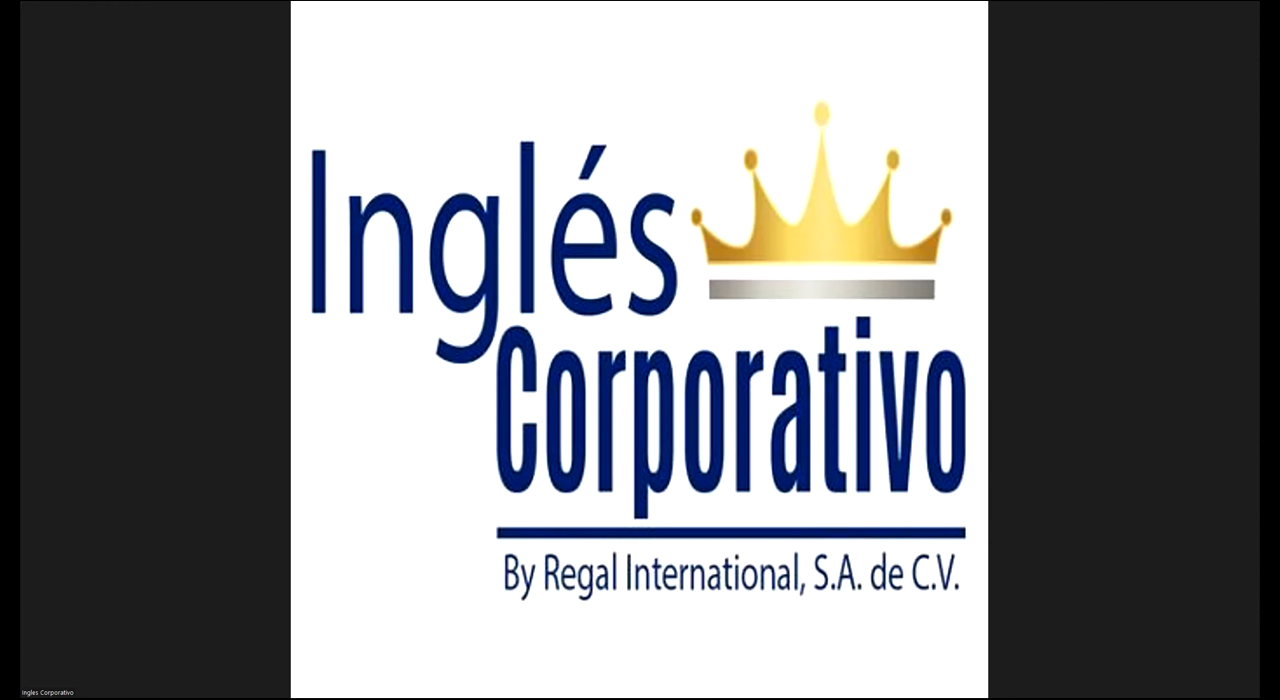 Inglés
Corporativo
By Regal International, S.A. de C.V.
Ingles Corporativo